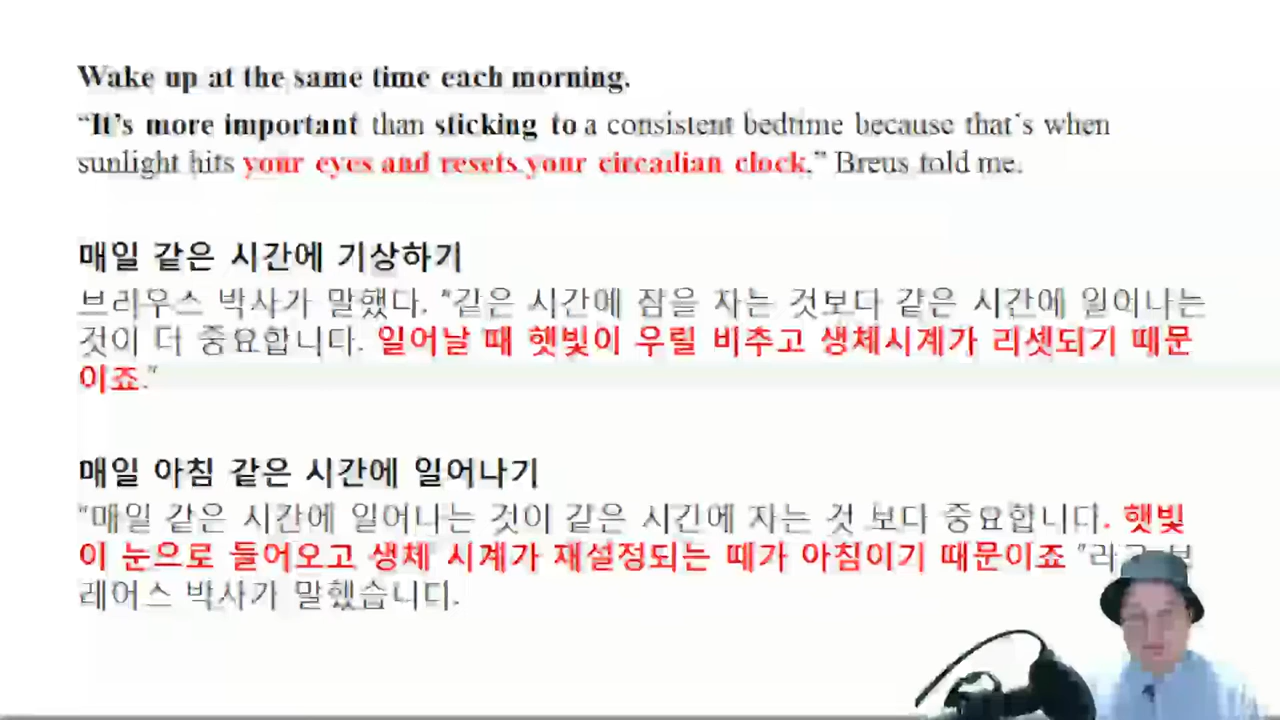 Wake up at the same time each morning.
“It’s more important than sticking to a consistent bedtime because that’s when
sunlight hits your eyes and resets your circadian clock,” Breus told me.
매일 같은 시간에 기상하기
브리우스 박사가 말했다. "같은 시간에 잠을 자는 것보다 같은 시간에 일어나는
것이 더 중요합니다. 일어날 때 햇빛이 우릴 비추고 생체시계가 리셋되기 때문
이죠."
매일 아침 같은 시간에 일어나기
"매일 같은 시간에 일어나는 것이 같은 시간에 자는 것 보다 중요합니다. 햇빛
이 눈으로 들어오고 생체 시계가 재설정되는 때가 아침이기 때문이죠 "라고 브
레어스 박사가 말했습니다.